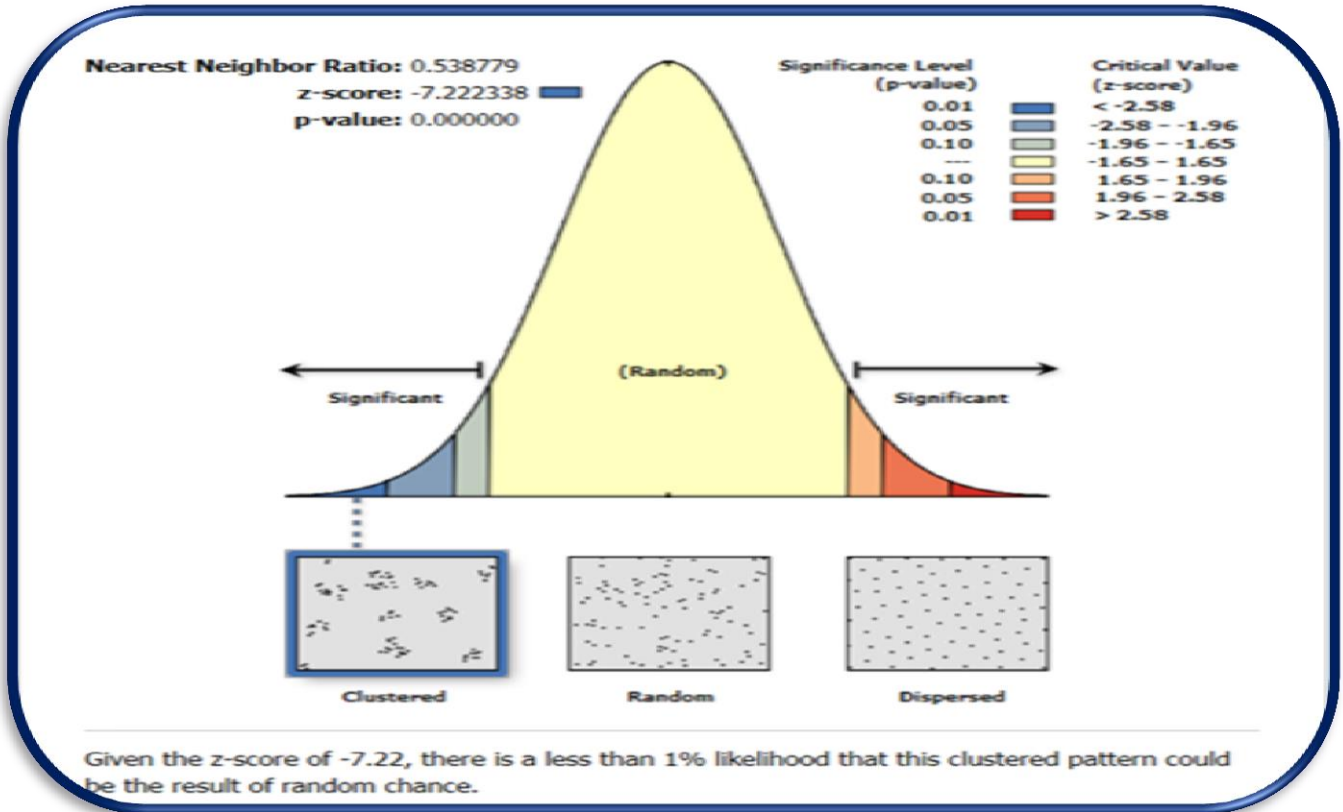 Nearest Neighbor Ratio: 0.538779
z-score: -7.222338
p-value: 0.000000
Significance Level
(p-value)
Critical Value
(z-score)
0.01 < -2.58
0.05 -2.58 - -1.96
0.10 -1.96 - -1.65
--- -1.65 - 1.65
0.10 1.65 - 1.96
0.05 1.96 - 2.58
0.01 > 2.58
(Random)
Significant
Significant
Clustered
Random
Dispersed
Given the z-score of -7.22, there is a less than 1% likelihood that this clustered pattern could
be the result of random chance.